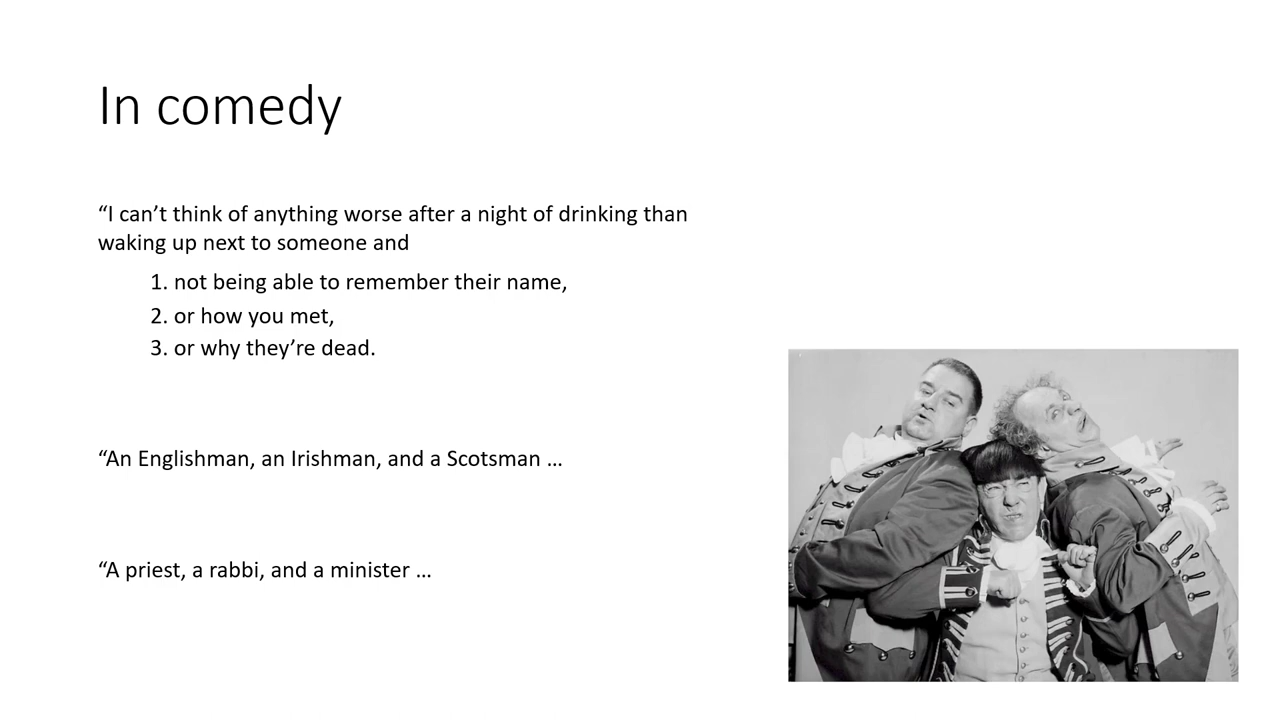 In comedy
“I can’t think of anything worse after a night of drinking than
waking up next to someone and
1. not being able to remember their name,
2. or how you met,
3. or why they’re dead.
“An Englishman, an Irishman, and a Scotsman …
“A priest, a rabbi, and a minister …